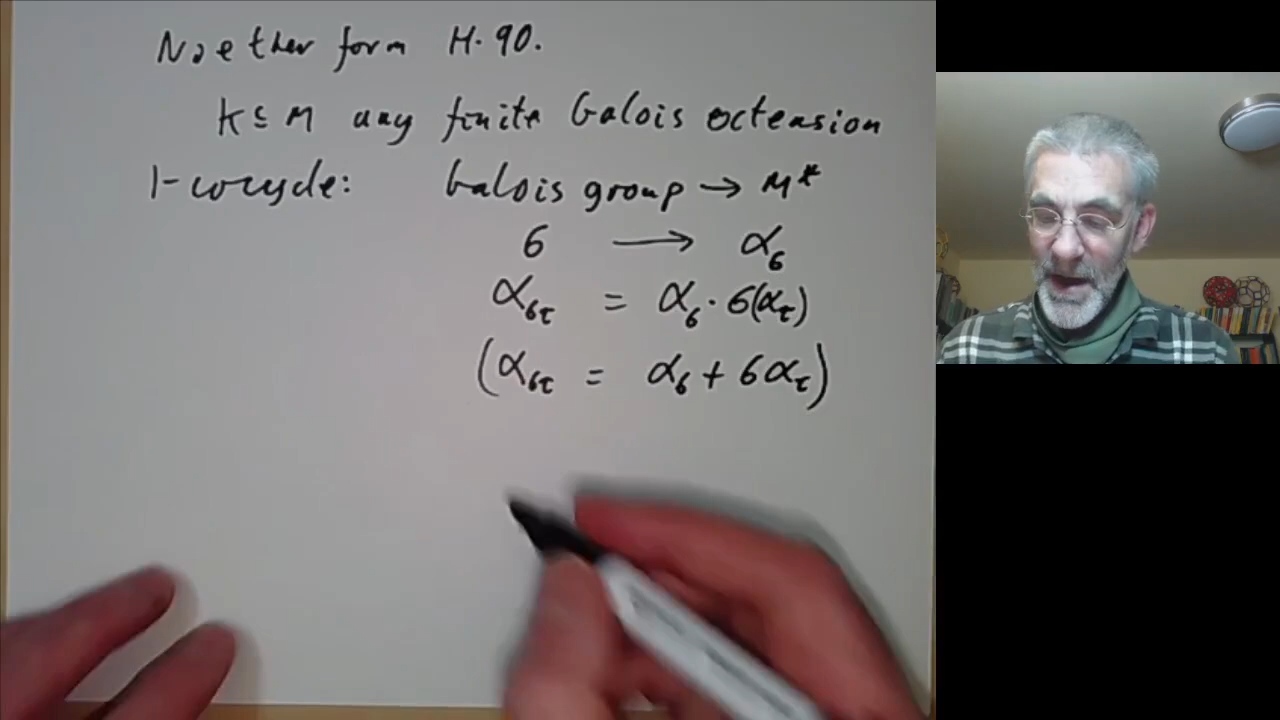 Noether form H.90.
K ⊆ M any finite Galois extension
1-cocycle: Galois group → M*
σ → α_σ
α_στ = α_σ · σ(α_τ)
(α_στ = α_σ + σα_τ)